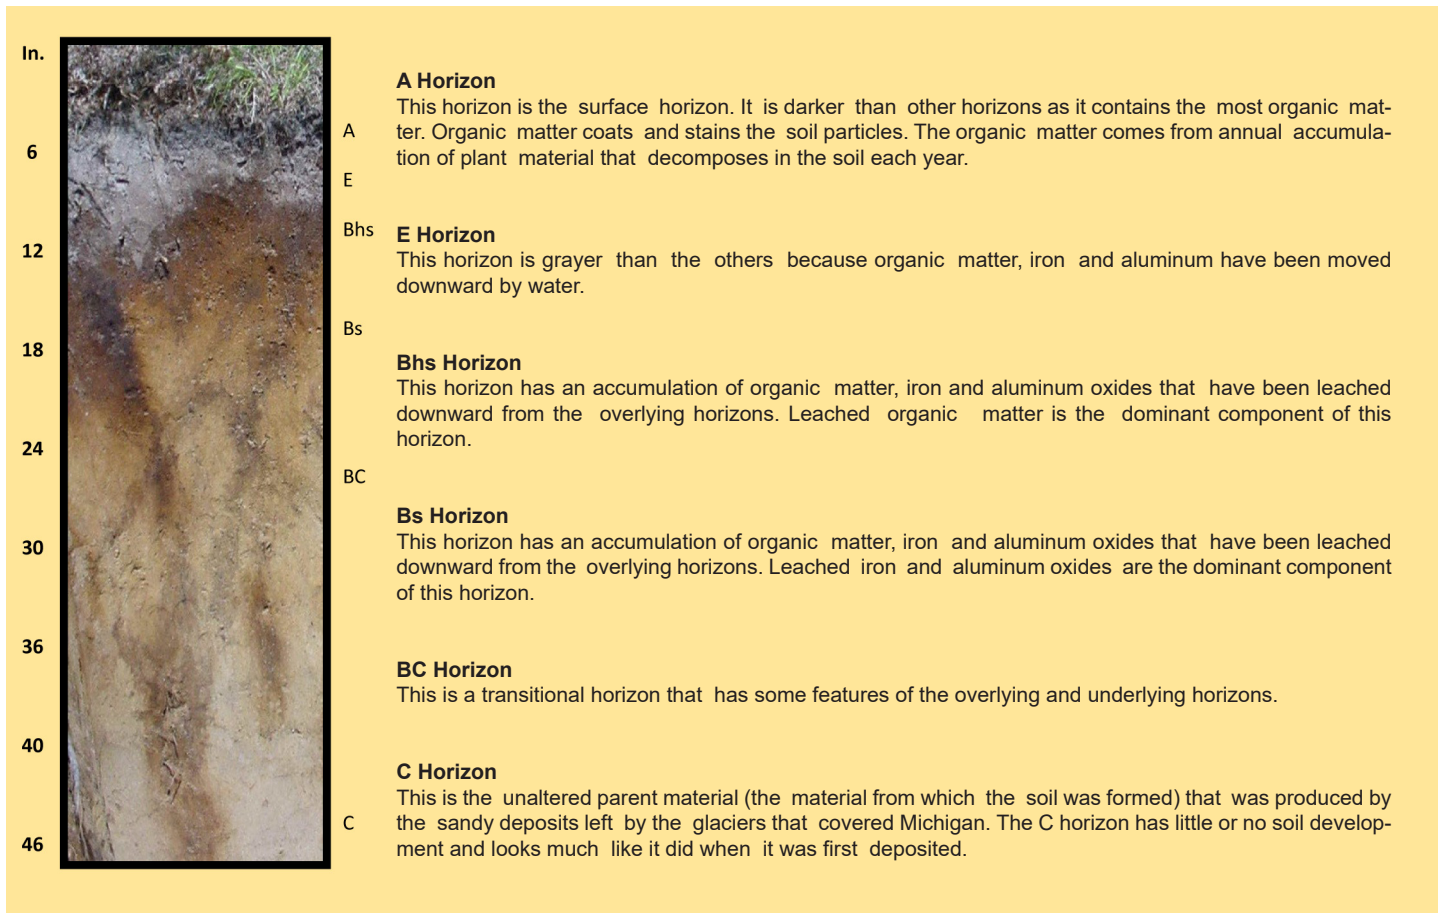 In.
6
12
18
24
30
36
40
46
A
E
Bhs
Bs
BC
C
A Horizon
This horizon is the surface horizon. It is darker than other horizons as it contains the most organic mat-
ter. Organic matter coats and stains the soil particles. The organic matter comes from annual accumula-
tion of plant material that decomposes in the soil each year.
E Horizon
This horizon is grayer than the others because organic matter, iron and aluminum have been moved
downward by water.
Bhs Horizon
This horizon has an accumulation of organic matter, iron and aluminum oxides that have been leached
downward from the overlying horizons. Leached organic matter is the dominant component of this
horizon.
Bs Horizon
This horizon has an accumulation of organic matter, iron and aluminum oxides that have been leached
downward from the overlying horizons. Leached iron and aluminum oxides are the dominant component
of this horizon.
BC Horizon
This is a transitional horizon that has some features of the overlying and underlying horizons.
C Horizon
This is the unaltered parent material (the material from which the soil was formed) that was produced by
the sandy deposits left by the glaciers that covered Michigan. The C horizon has little or no soil develop-
ment and looks much like it did when it was first deposited.